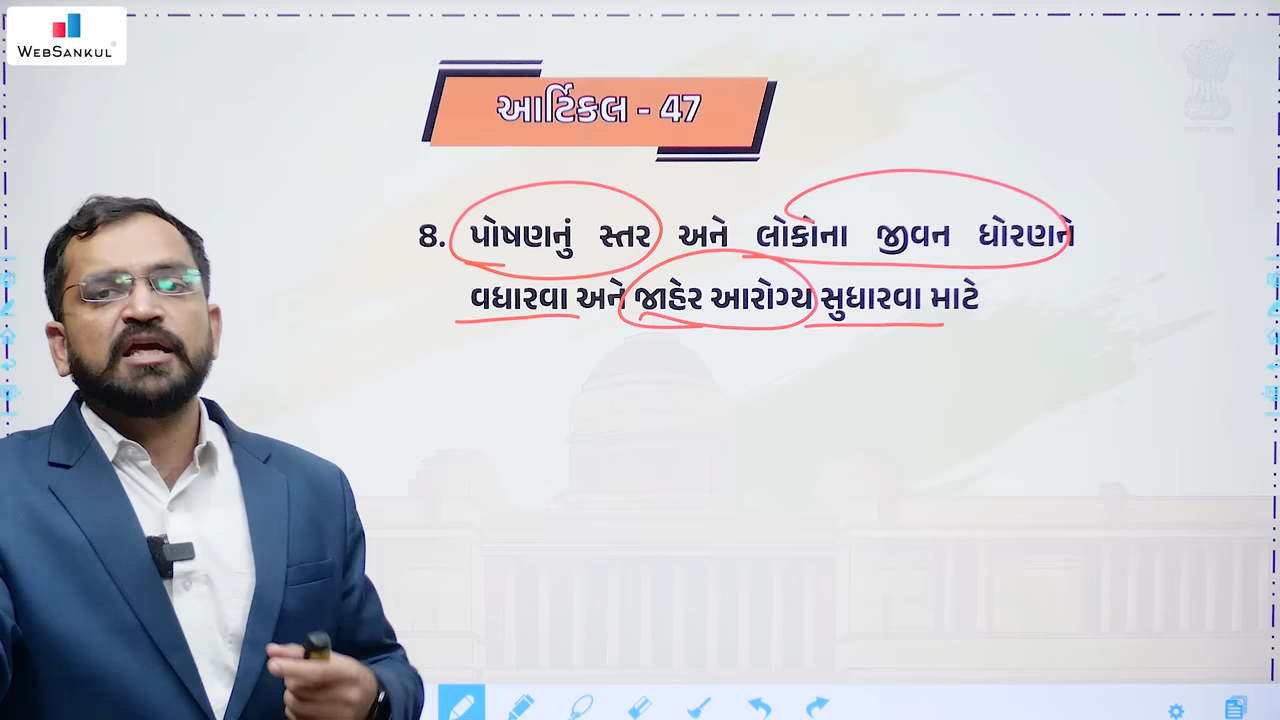 WEBSANKUL
આર્ટિકલ - 47
8. પોષણનું સ્તર અને લોકોના જીવન ધોરણને
વધારવા અને જાહેર આરોગ્ય સુધારવા માટે